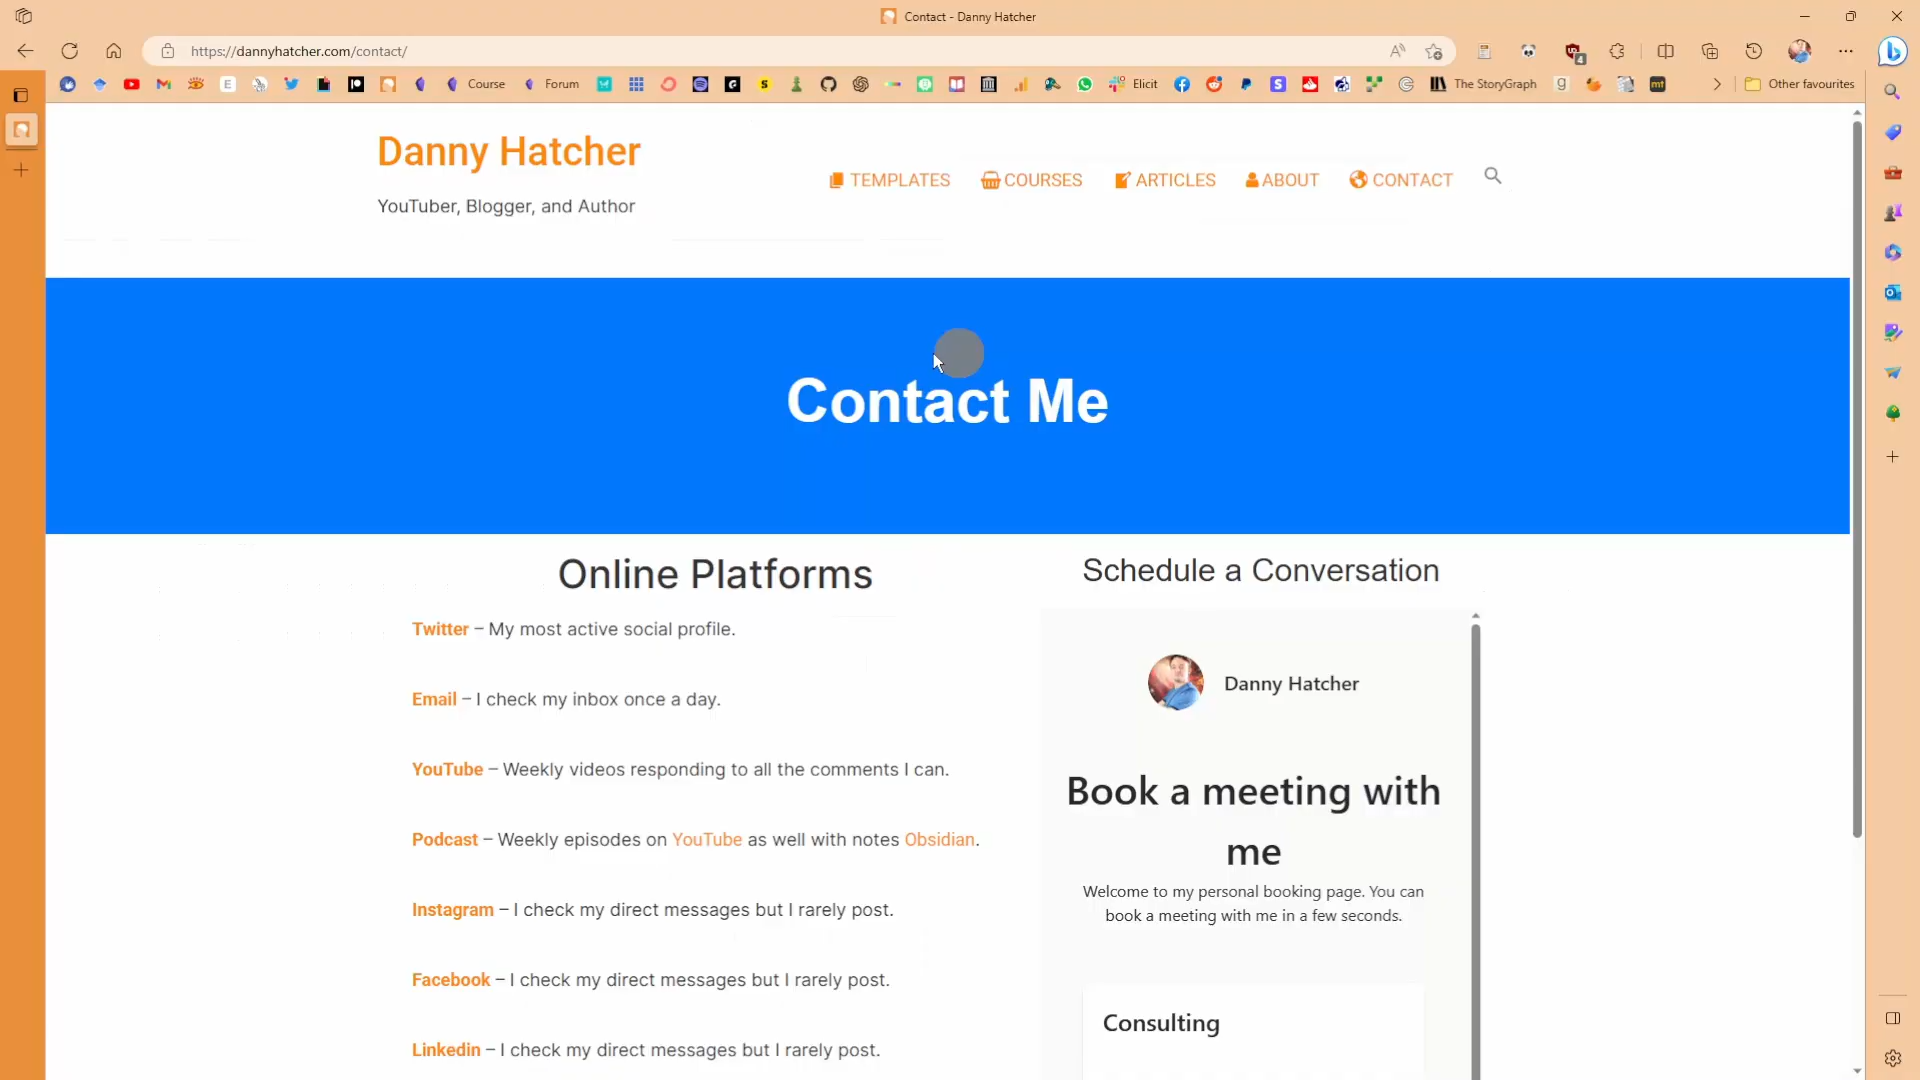 Contact - Danny Hatcher
https://dannyhatcher.com/contact/
Course
Forum
Elicit
The StoryGraph
Other favourites
Danny Hatcher
YouTuber, Blogger, and Author
TEMPLATES
COURSES
ARTICLES
ABOUT
CONTACT
Contact Me
Online Platforms
Twitter – My most active social profile.
Email – I check my inbox once a day.
YouTube – Weekly videos responding to all the comments I can.
Podcast – Weekly episodes on YouTube as well with notes Obsidian.
Instagram – I check my direct messages but I rarely post.
Facebook – I check my direct messages but I rarely post.
Linkedin – I check my direct messages but I rarely post.
Schedule a Conversation
Danny Hatcher
Book a meeting with
me
Welcome to my personal booking page. You can
book a meeting with me in a few seconds.
Consulting